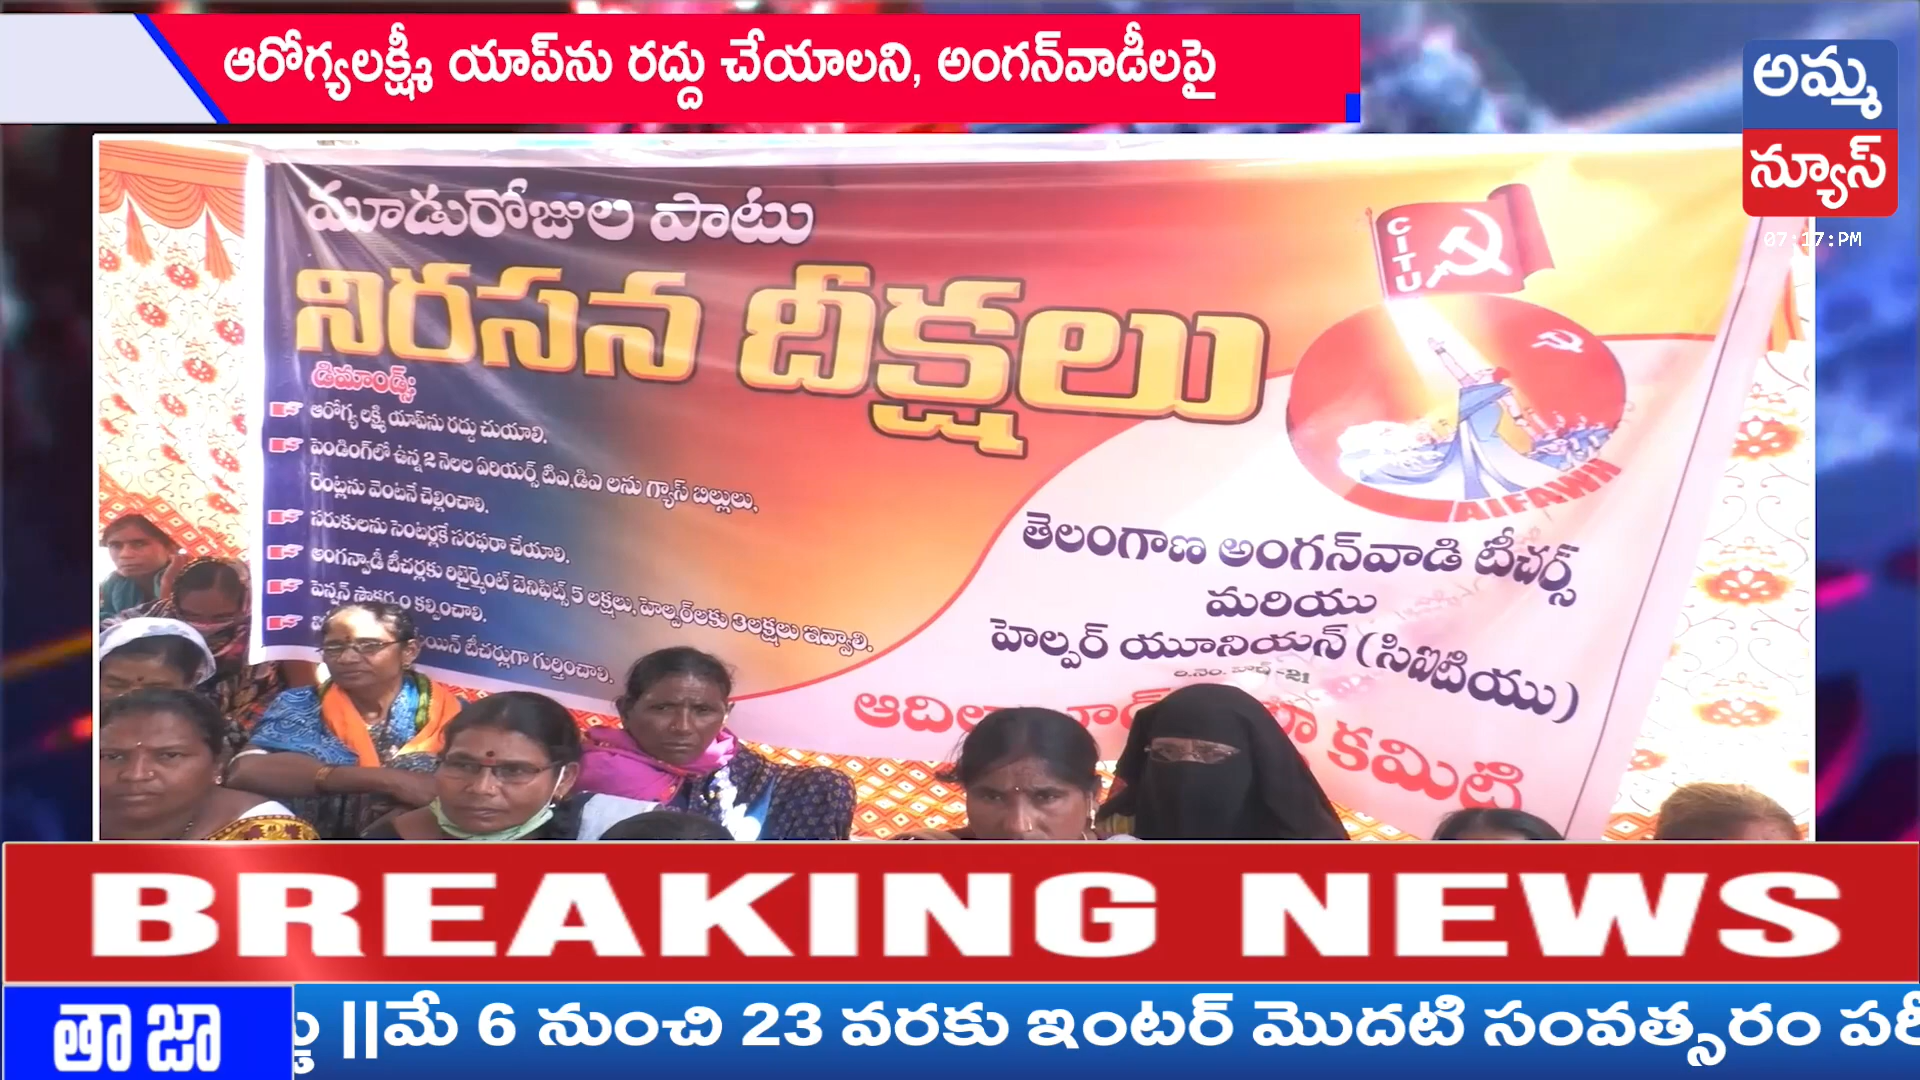 ఆరోగ్యలక్ష్మీ యాప్‌ను రద్దు చేయాలని, అంగన్‌వాడీలపై
అమ్మ
న్యూస్
07:17:PM
మూడురోజుల పాటు
నిరసన దీక్షలు
CITU
డిమాండ్స్:
ఆరోగ్య లక్ష్మి యాప్‌ను రద్దు చుయాలి.
పెండింగ్‌లో ఉన్న 2 నెలల ఏరియర్స్ టిఎ,డిఎ లను గ్యాస్ బిల్లులు,
రెంట్లను వెంటనే చెల్లించాలి.
సరుకులను సెంటర్లకే సరఫరా చేయాలి.
అంగన్వాడీ టీచర్లకు రిటైర్మెంట్ బెనిఫిట్స్ 5 లక్షలు, హెల్పర్‌లకు 3లక్షలు ఇవ్వాలి.
పెన్షన్ సౌకర్యం కల్పించాలి.
టీచర్లుగా గుర్తించాలి.
AIFAWH
తెలంగాణ అంగన్‌వాడి టీచర్స్
మరియు
హెల్పర్ యూనియన్ (సిఐటియు)
కమిటి
BREAKING NEWS
తాజా
||మే 6 నుంచి 23 వరకు ఇంటర్ మొదటి సంవత్సరం